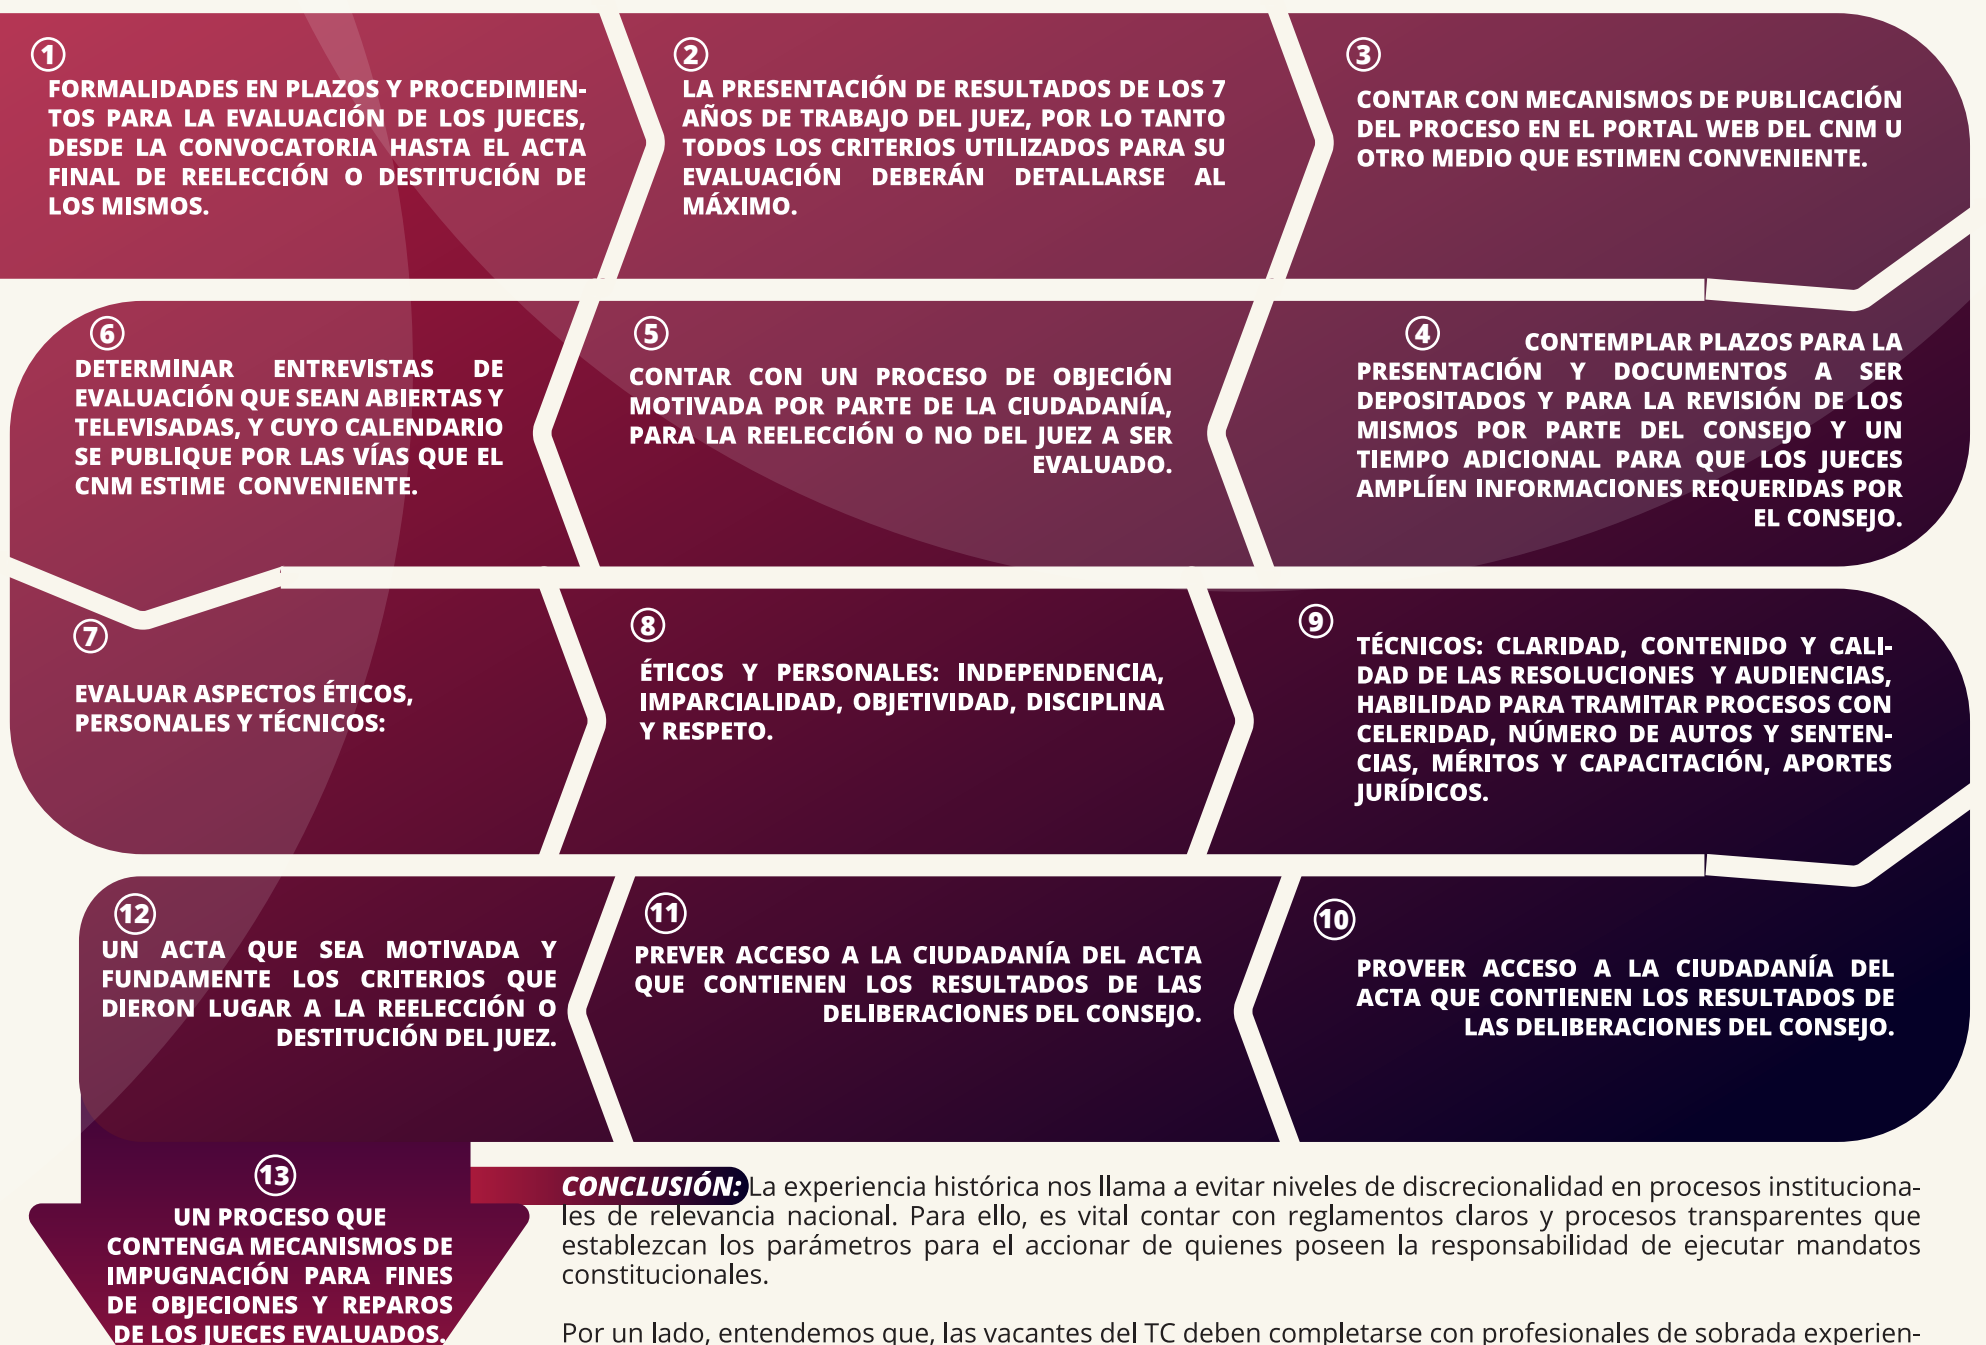 ①
FORMALIDADES EN PLAZOS Y PROCEDIMIEN-
TOS PARA LA EVALUACIÓN DE LOS JUECES,
DESDE LA CONVOCATORIA HASTA EL ACTA
FINAL DE REELECCIÓN O DESTITUCIÓN DE
LOS MISMOS.
②
LA PRESENTACIÓN DE RESULTADOS DE LOS 7
AÑOS DE TRABAJO DEL JUEZ, POR LO TANTO
TODOS LOS CRITERIOS UTILIZADOS PARA SU
EVALUACIÓN DEBERÁN DETALLARSE AL
MÁXIMO.
③
CONTAR CON MECANISMOS DE PUBLICACIÓN
DEL PROCESO EN EL PORTAL WEB DEL CNM U
OTRO MEDIO QUE ESTIMEN CONVENIENTE.
④ CONTEMPLAR PLAZOS PARA LA
PRESENTACIÓN Y DOCUMENTOS A SER
DEPOSITADOS Y PARA LA REVISIÓN DE LOS
MISMOS POR PARTE DEL CONSEJO Y UN
TIEMPO ADICIONAL PARA QUE LOS JUECES
AMPLÍEN INFORMACIONES REQUERIDAS POR
EL CONSEJO.
⑤
CONTAR CON UN PROCESO DE OBJECIÓN
MOTIVADA POR PARTE DE LA CIUDADANÍA,
PARA LA REELECCIÓN O NO DEL JUEZ A SER
EVALUADO.
⑥
DETERMINAR ENTREVISTAS DE
EVALUACIÓN QUE SEAN ABIERTAS Y
TELEVISADAS, Y CUYO CALENDARIO
SE PUBLIQUE POR LAS VÍAS QUE EL
CNM ESTIME CONVENIENTE.
⑦
EVALUAR ASPECTOS ÉTICOS,
PERSONALES Y TÉCNICOS:
⑧
ÉTICOS Y PERSONALES: INDEPENDENCIA,
IMPARCIALIDAD, OBJETIVIDAD, DISCIPLINA
Y RESPETO.
⑨
TÉCNICOS: CLARIDAD, CONTENIDO Y CALI-
DAD DE LAS RESOLUCIONES Y AUDIENCIAS,
HABILIDAD PARA TRAMITAR PROCESOS CON
CELERIDAD, NÚMERO DE AUTOS Y SENTEN-
CIAS, MÉRITOS Y CAPACITACIÓN, APORTES
JURÍDICOS.
⑩
PROVEER ACCESO A LA CIUDADANÍA DEL
ACTA QUE CONTIENEN LOS RESULTADOS DE
LAS DELIBERACIONES DEL CONSEJO.
⑪
PREVER ACCESO A LA CIUDADANÍA DEL ACTA
QUE CONTIENEN LOS RESULTADOS DE LAS
DELIBERACIONES DEL CONSEJO.
⑫
UN ACTA QUE SEA MOTIVADA Y
FUNDAMENTE LOS CRITERIOS QUE
DIERON LUGAR A LA REELECCIÓN O
DESTITUCIÓN DEL JUEZ.
⑬
UN PROCESO QUE
CONTENGA MECANISMOS DE
IMPUGNACIÓN PARA FINES
DE OBJECIONES Y REPAROS
DE LOS JUECES EVALUADOS.
CONCLUSIÓN: La experiencia histórica nos llama a evitar niveles de discrecionalidad en procesos instituciona-
les de relevancia nacional. Para ello, es vital contar con reglamentos claros y procesos transparentes que
establezcan los parámetros para el accionar de quienes poseen la responsabilidad de ejecutar mandatos
constitucionales.
Por un lado, entendemos que, las vacantes del TC deben completarse con profesionales de sobrada experien-